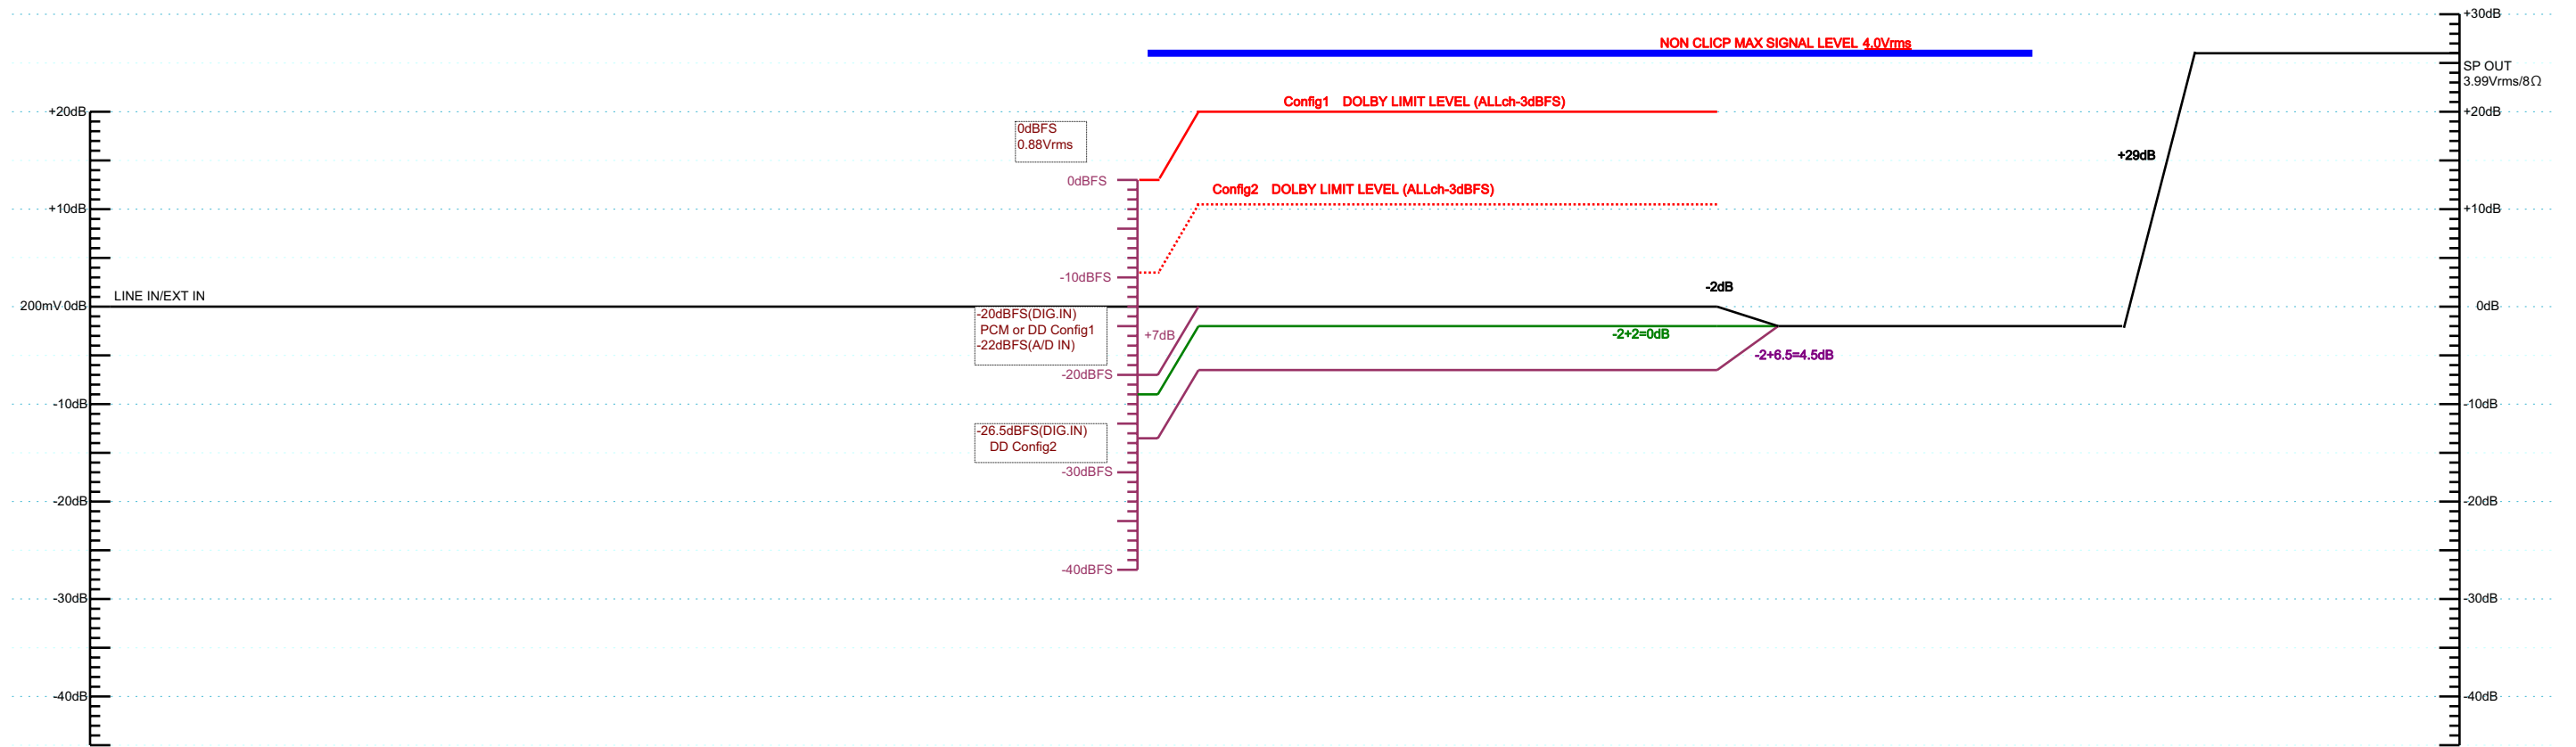 +30dB
NON CLICP MAX SIGNAL LEVEL 4.0Vrms
SP OUT
3.99Vrms/8Ω
Config1 DOLBY LIMIT LEVEL (ALLch-3dBFS)
+20dB
+20dB
0dBFS
0.88Vrms
+29dB
0dBFS
Config2 DOLBY LIMIT LEVEL (ALLch-3dBFS)
+10dB
+10dB
-10dBFS
-2dB
LINE IN/EXT IN
200mV 0dB
0dB
-20dBFS(DIG.IN)
PCM or DD Config1
-22dBFS(A/D IN)
+7dB
-2+2=0dB
-2+6.5=4.5dB
-20dBFS
-10dB
-10dB
-26.5dBFS(DIG.IN)
DD Config2
-30dBFS
-20dB
-20dB
-40dBFS
-30dB
-30dB
-40dB
-40dB